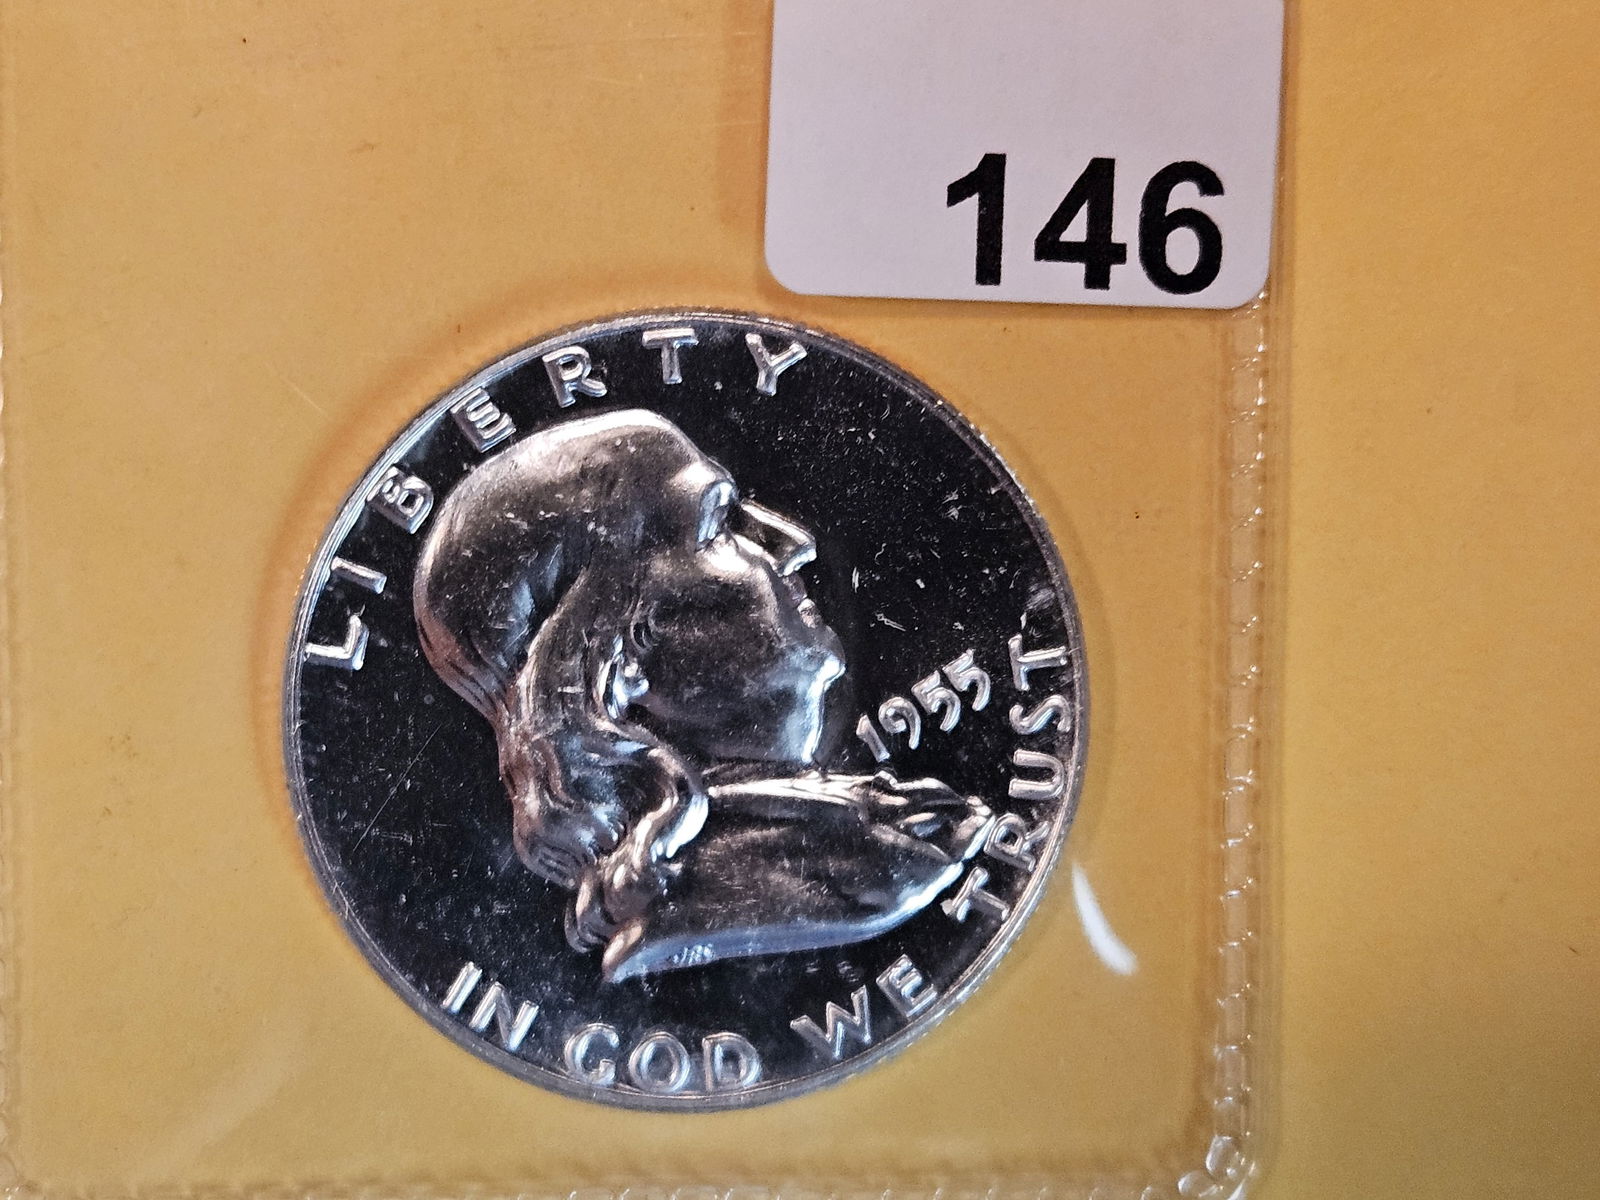 146
LIBERTY
1955
IN GOD WE TRUST